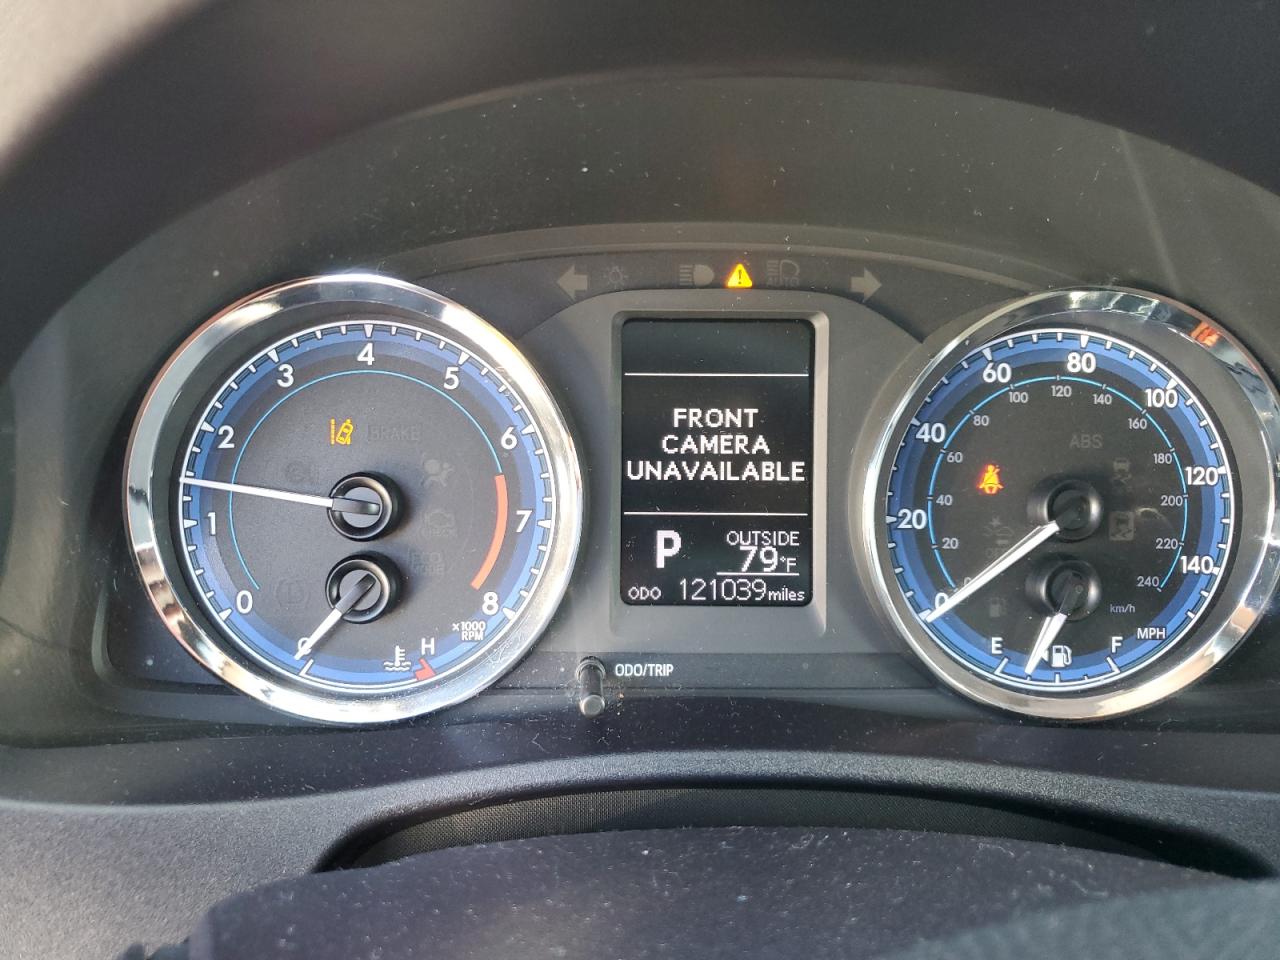 AUTO
FRONT
CAMERA
UNAVAILABLE
P
OUTSIDE
79°F
ODO 121039 miles
ODO/TRIP
0
1
2
3
4
5
6
7
8
x1000
RPM
BRAKE
C
H
0
20
40
60
80
100
120
140
MPH
0
20
40
60
80
100
120
140
160
180
200
220
240
km/h
ABS
E
F